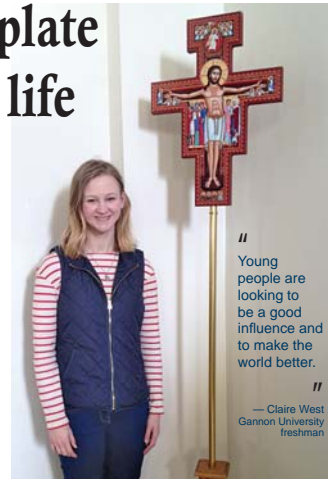 plate
life
"
Young
people are
looking to
be a good
influence and
to make the
world better.
"
— Claire West
Gannon University
freshman